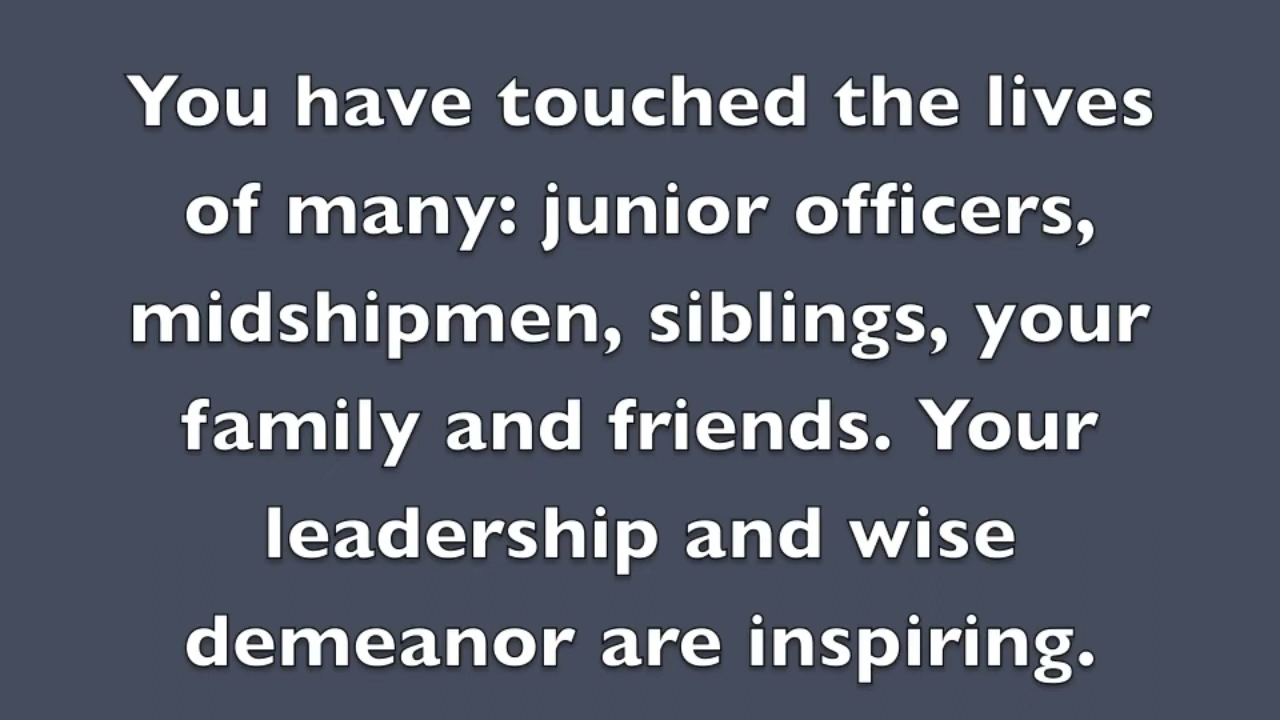 You have touched the lives
of many: junior officers,
midshipmen, siblings, your
family and friends. Your
leadership and wise
demeanor are inspiring.